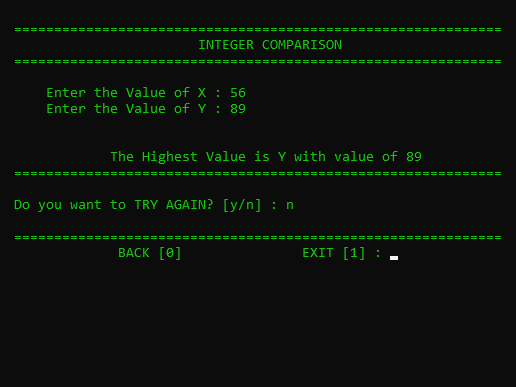 =============================================================
INTEGER COMPARISON
=============================================================
Enter the Value of X : 56
Enter the Value of Y : 89
The Highest Value is Y with value of 89
=============================================================
Do you want to TRY AGAIN? [y/n] : n
=============================================================
BACK [0] EXIT [1] :